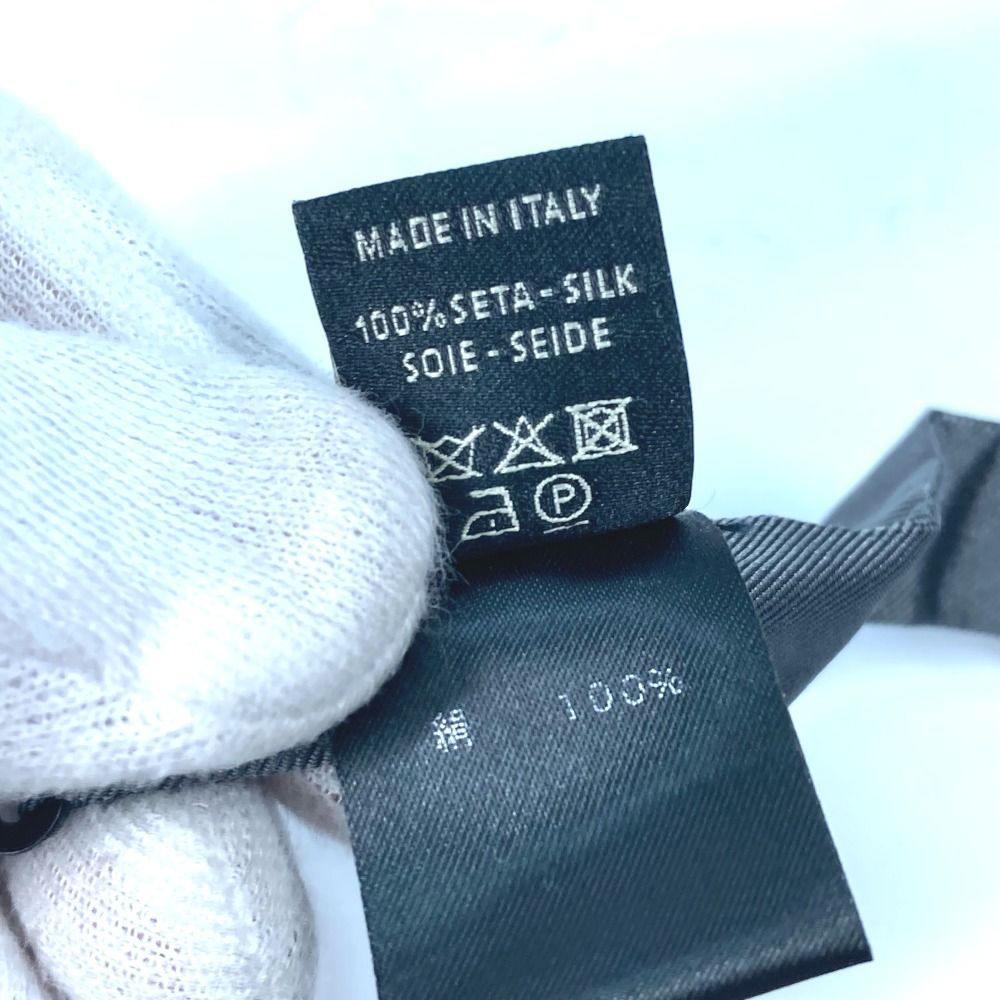 MADE IN ITALY
100% SETA - SILK
SOIE - SEIDE
P
絹 100%